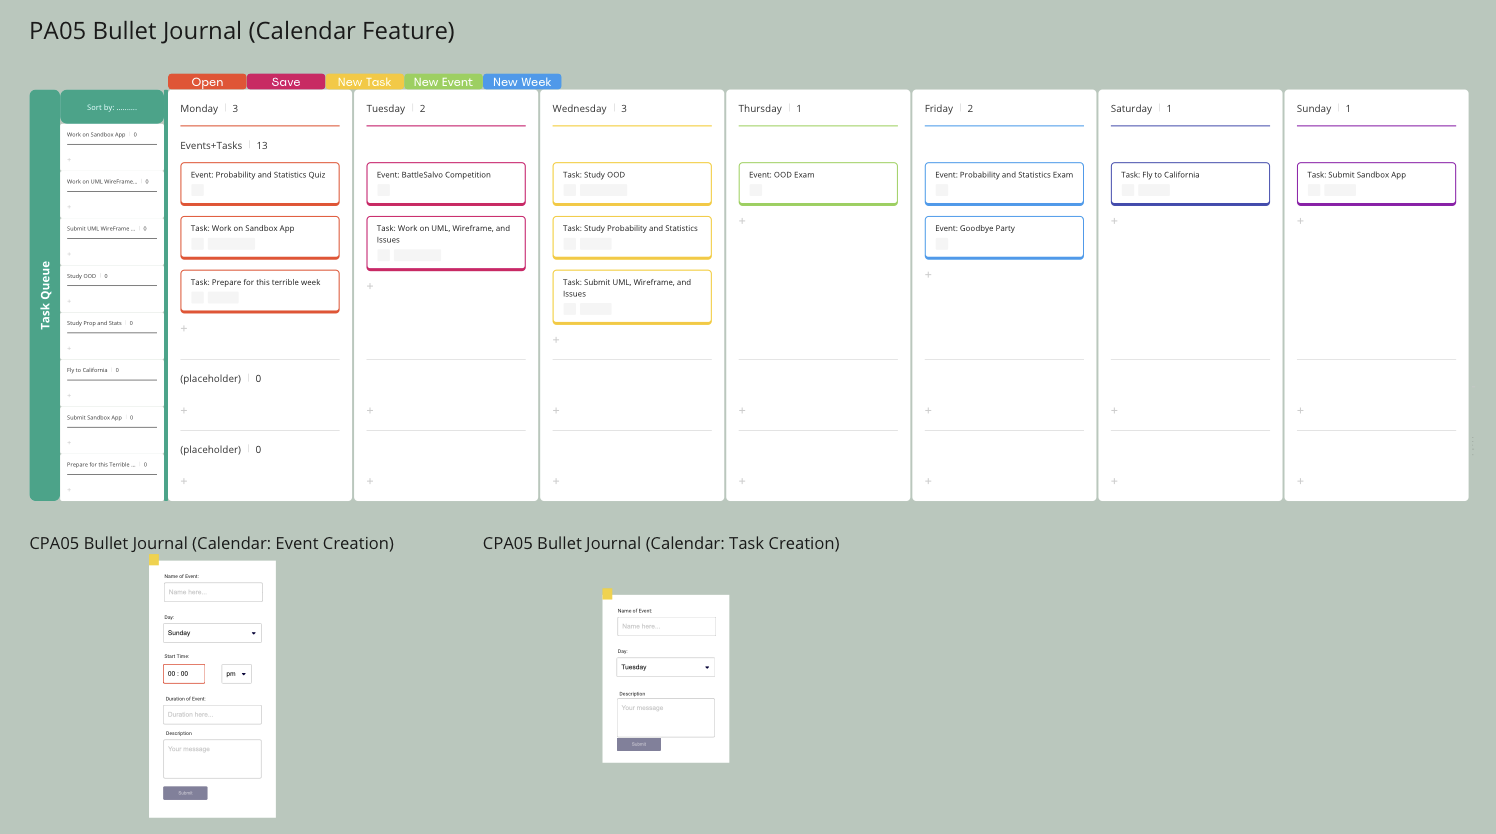 PA05 Bullet Journal (Calendar Feature)
Open Save New Task New Event New Week
Task Queue
Sort by: ..........
Work on Sandbox App 0
+
Work on UML WireFrame... 0
+
Submit UML WireFrame ... 0
+
Study OOD 0
+
Study Prop and Stats 0
+
Fly to California 0
+
Submit Sandbox App 0
+
Prepare for this Terrible ... 0
+
Monday 3
Tuesday 2
Wednesday 3
Thursday 1
Friday 2
Saturday 1
Sunday 1
Events+Tasks 13
Event: Probability and Statistics Quiz
Task: Work on Sandbox App
Task: Prepare for this terrible week
+
Event: BattleSalvo Competition
Task: Work on UML, Wireframe, and
Issues
+
Task: Study OOD
Task: Study Probability and Statistics
Task: Submit UML, Wireframe, and
Issues
+
Event: OOD Exam
+
Event: Probability and Statistics Exam
Event: Goodbye Party
+
Task: Fly to California
+
Task: Submit Sandbox App
+
(placeholder) 0
+ + + + + + +
(placeholder) 0
+ + + + + + +
CPA05 Bullet Journal (Calendar: Event Creation)
Name of Event:
Name here...
Day:
Sunday
Start Time:
00 : 00 pm
Duration of Event:
Duration here...
Description
Your message
Submit
CPA05 Bullet Journal (Calendar: Task Creation)
Name of Event:
Name here...
Day:
Tuesday
Description
Your message
Submit